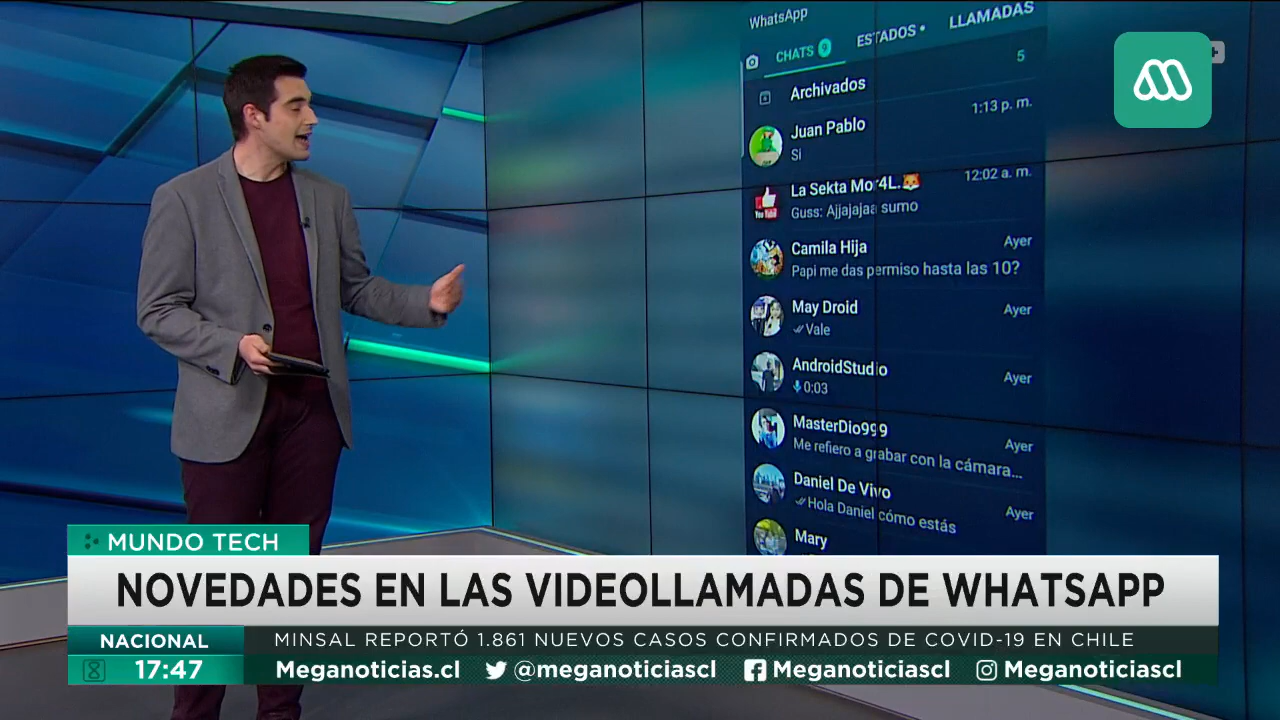 WhatsApp
CHATS 9 ESTADOS • LLAMADAS
Archivados 5
Juan Pablo 1:13 p. m.
Si
La Sekta Mor4L.🦊 12:02 a. m.
You Tube
Guss: Ajjajajaa sumo
Camila Hija Ayer
Papi me das permiso hasta las 10?
May Droid Ayer
Vale
AndroidStudio Ayer
0:03
MasterDio999 Ayer
Me refiero a grabar con la cámara...
Daniel De Vivo Ayer
Hola Daniel cómo estás
Mary
MUNDO TECH
NOVEDADES EN LAS VIDEOLLAMADAS DE WHATSAPP
NACIONAL MINSAL REPORTÓ 1.861 NUEVOS CASOS CONFIRMADOS DE COVID-19 EN CHILE
17:47 Meganoticias.cl @meganoticiascl Meganoticiascl Meganoticiascl